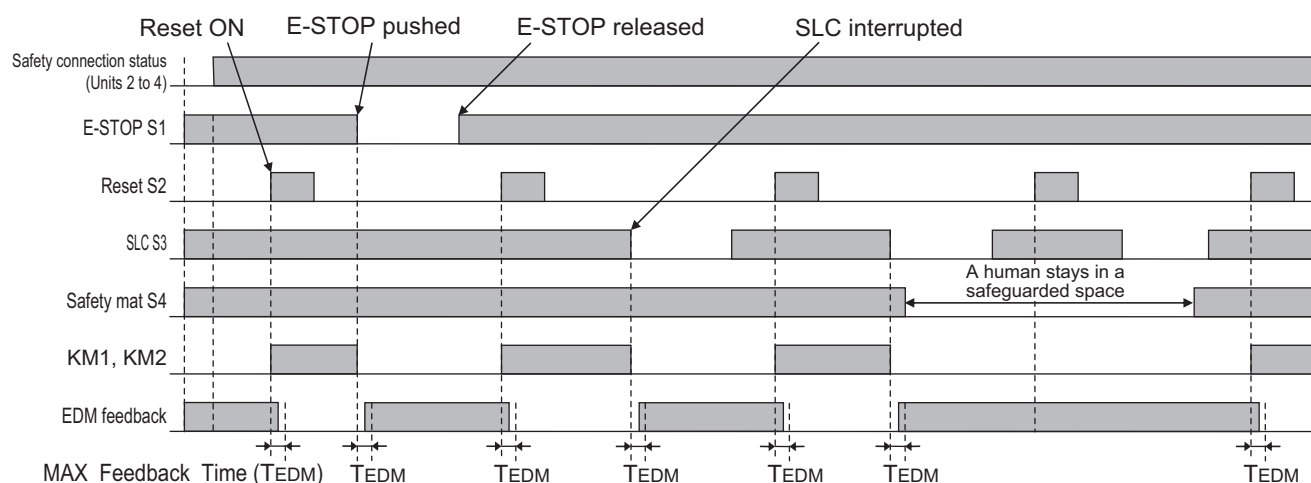 Reset ON
E-STOP pushed
E-STOP released
SLC interrupted
Safety connection status
(Units 2 to 4)
E-STOP S1
Reset S2
SLC S3
Safety mat S4
A human stays in a
safeguarded space
KM1, KM2
EDM feedback
MAX Feedback Time (TEDM)
TEDM
TEDM
TEDM
TEDM
TEDM
TEDM